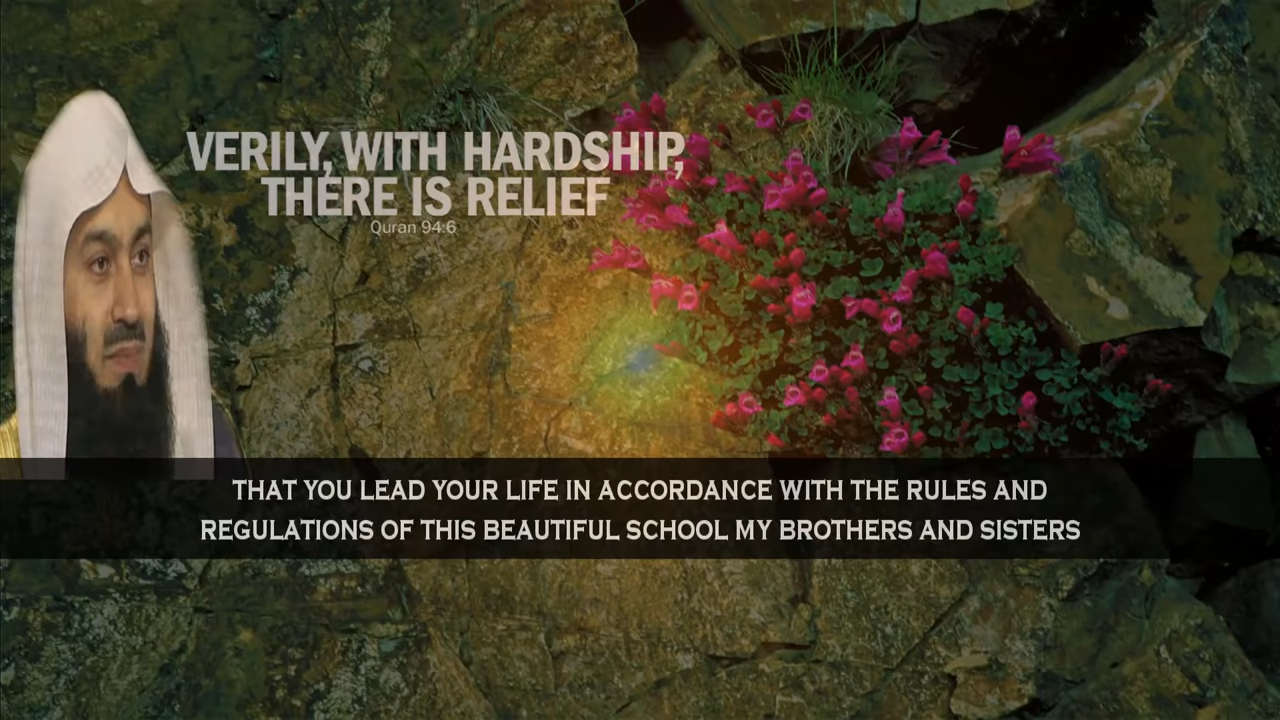 VERILY, WITH HARDSHIP,
THERE IS RELIEF
Quran 94:6
THAT YOU LEAD YOUR LIFE IN ACCORDANCE WITH THE RULES AND
REGULATIONS OF THIS BEAUTIFUL SCHOOL MY BROTHERS AND SISTERS